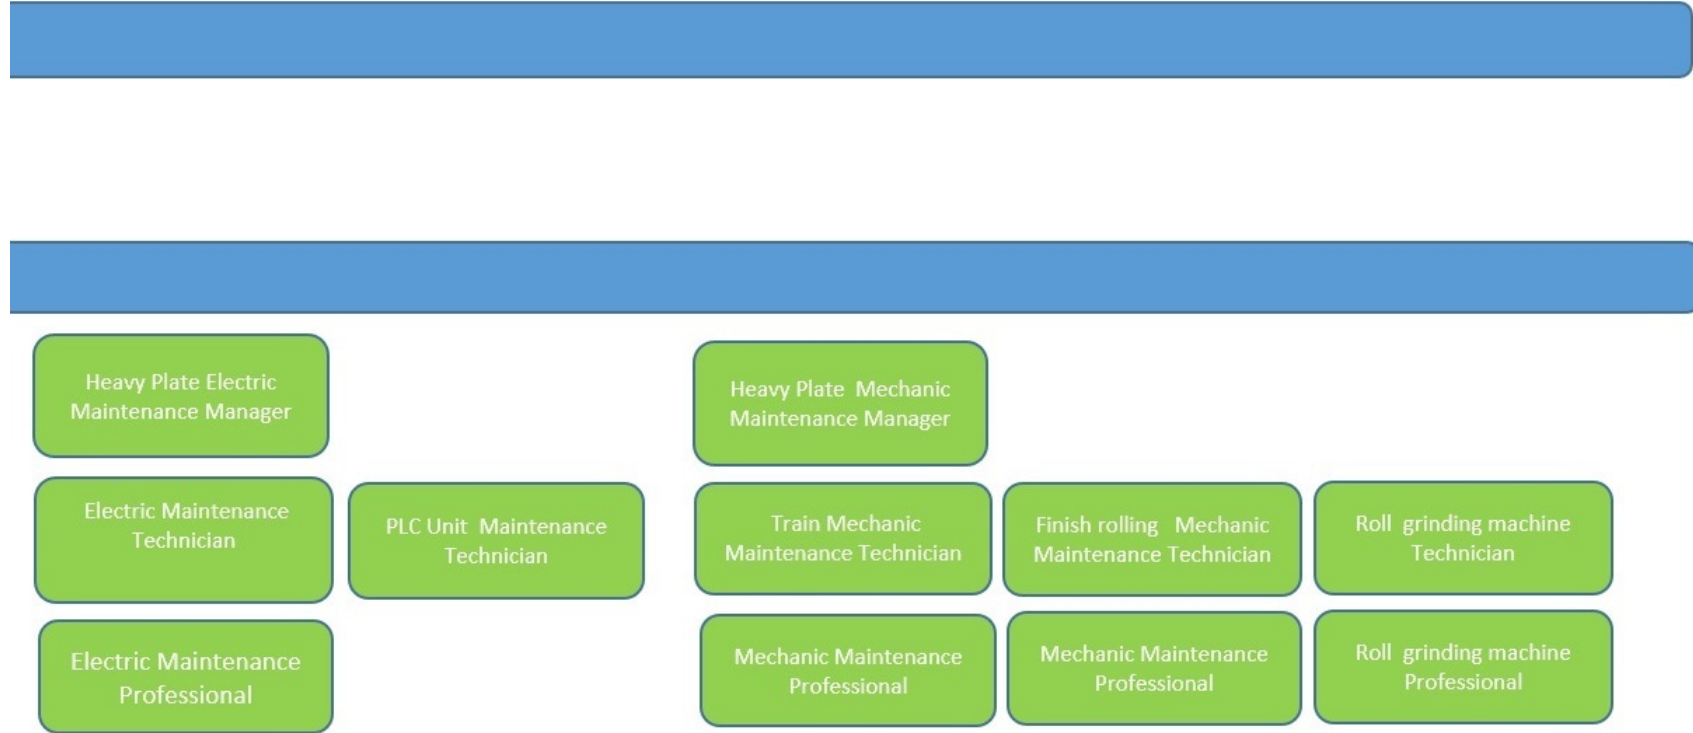 Heavy Plate Electric
Maintenance Manager
Heavy Plate  Mechanic
Maintenance Manager
Electric Maintenance
Technician
PLC Unit  Maintenance
Technician
Train Mechanic
Maintenance Technician
Finish rolling   Mechanic
Maintenance Technician
Roll  grinding machine
Technician
Electric Maintenance
Professional
Mechanic Maintenance
Professional
Mechanic Maintenance
Professional
Roll  grinding machine
Professional